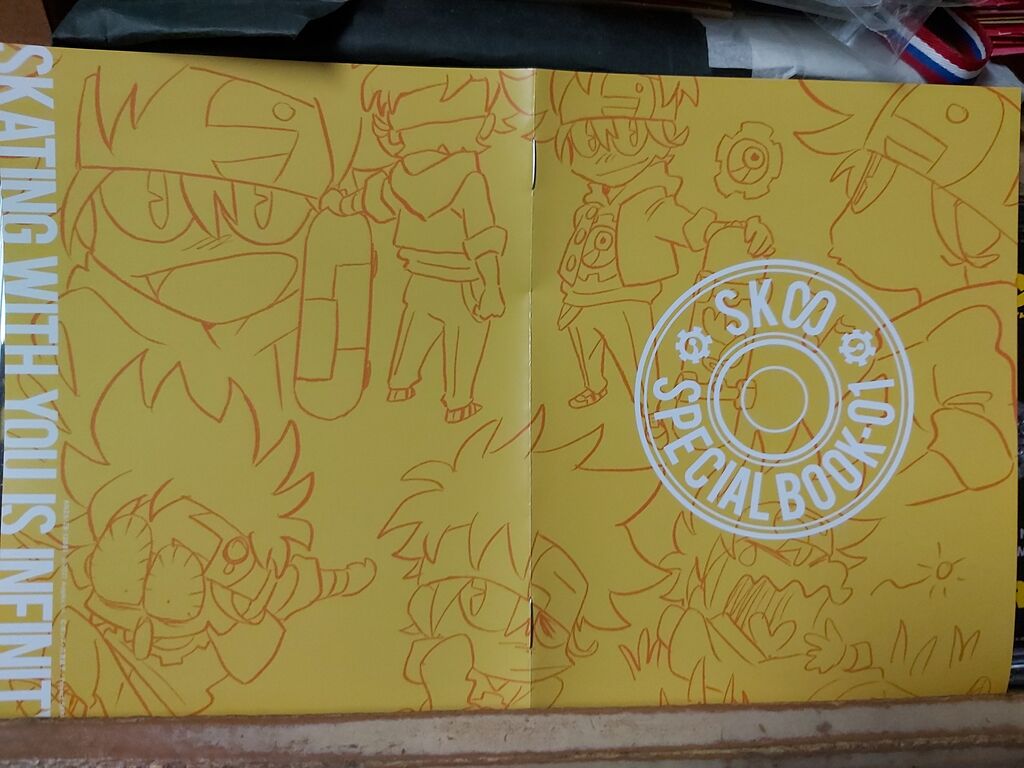 SKATING WITH YOU IS INFINIT
SK∞
SPECIAL BOOK-01